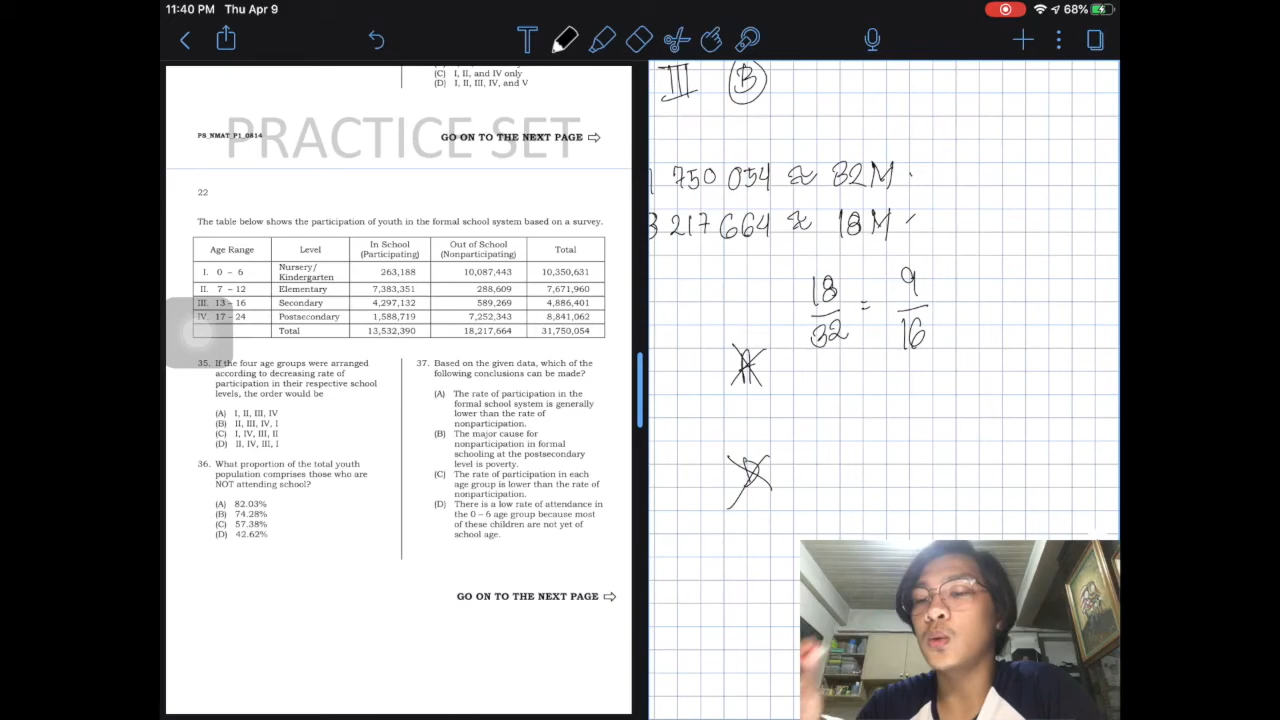 11:40 PM Thu Apr 9
68%
(C) I, II, and IV only
(D) I, II, III, IV, and V
PRACTICE SET
PS_NMAT_P1_0814
GO ON TO THE NEXT PAGE
22
The table below shows the participation of youth in the formal school system based on a survey.
Age Range Level In School (Participating) Out of School (Nonparticipating) Total
I. 0 – 6 Nursery/ Kindergarten 263,188 10,087,443 10,350,631
II. 7 – 12 Elementary 7,383,351 288,609 7,671,960
III. 13 – 16 Secondary 4,297,132 589,269 4,886,401
IV. 17 – 24 Postsecondary 1,588,719 7,252,343 8,841,062
Total 13,532,390 18,217,664 31,750,054
35. If the four age groups were arranged
according to decreasing rate of
participation in their respective school
levels, the order would be
(A) I, II, III, IV
(B) II, III, IV, I
(C) I, IV, III, II
(D) II, IV, III, I
36. What proportion of the total youth
population comprises those who are
NOT attending school?
(A) 82.03%
(B) 74.28%
(C) 57.38%
(D) 42.62%
37. Based on the given data, which of the
following conclusions can be made?
(A) The rate of participation in the
formal school system is generally
lower than the rate of
nonparticipation.
(B) The major cause for
nonparticipation in formal
schooling at the postsecondary
level is poverty.
(C) The rate of participation in each
age group is lower than the rate of
nonparticipation.
(D) There is a low rate of attendance in
the 0 – 6 age group because most
of these children are not yet of
school age.
GO ON TO THE NEXT PAGE
III B
750 054 ≈ 32M
3 217 664 ≈ 18M
18/32 = 9/16
A
D